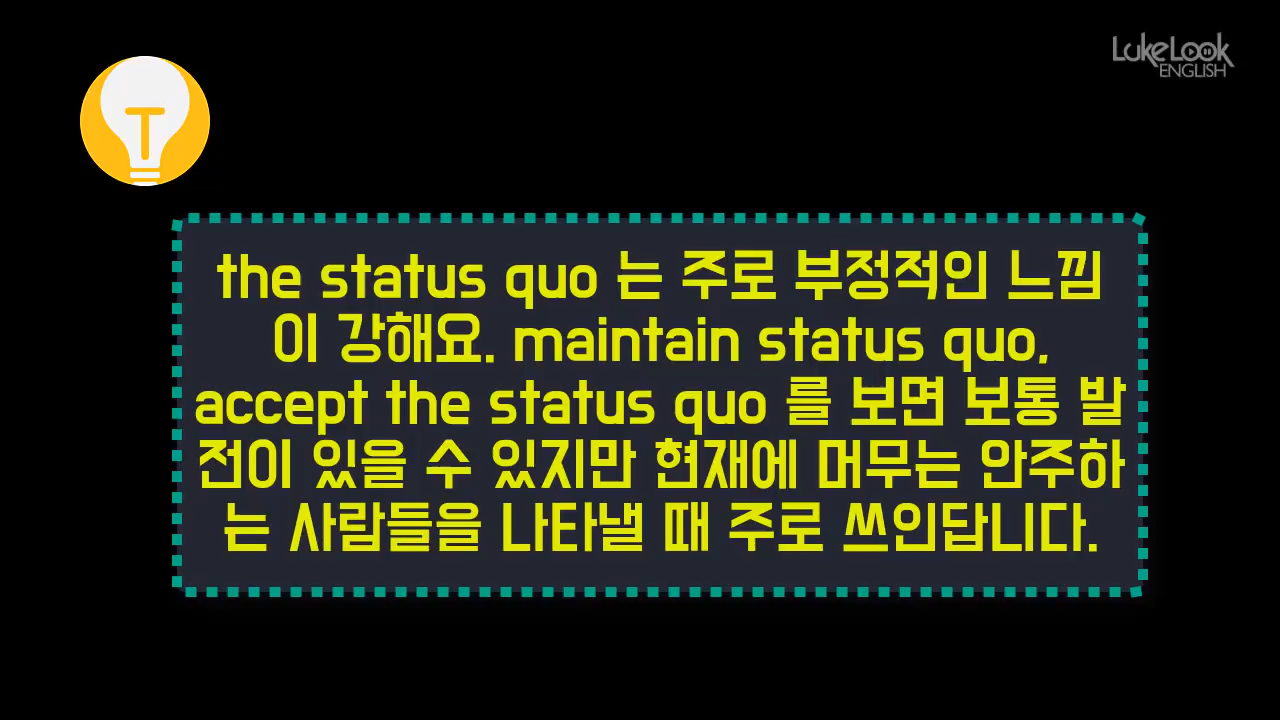 LukeLook
ENGLISH
T
the status quo 는 주로 부정적인 느낌
이 강해요. maintain status quo,
accept the status quo 를 보면 보통 발
전이 있을 수 있지만 현재에 머무는 안주하
는 사람들을 나타낼 때 주로 쓰인답니다.